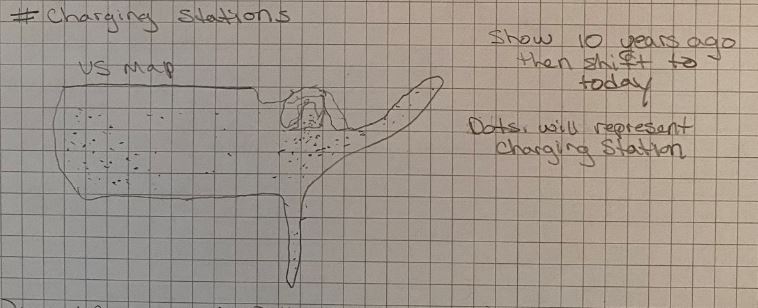 # Charging Stations
US Map
Show 10 years ago
then shift to
today
Dots, will represent
Charging Station